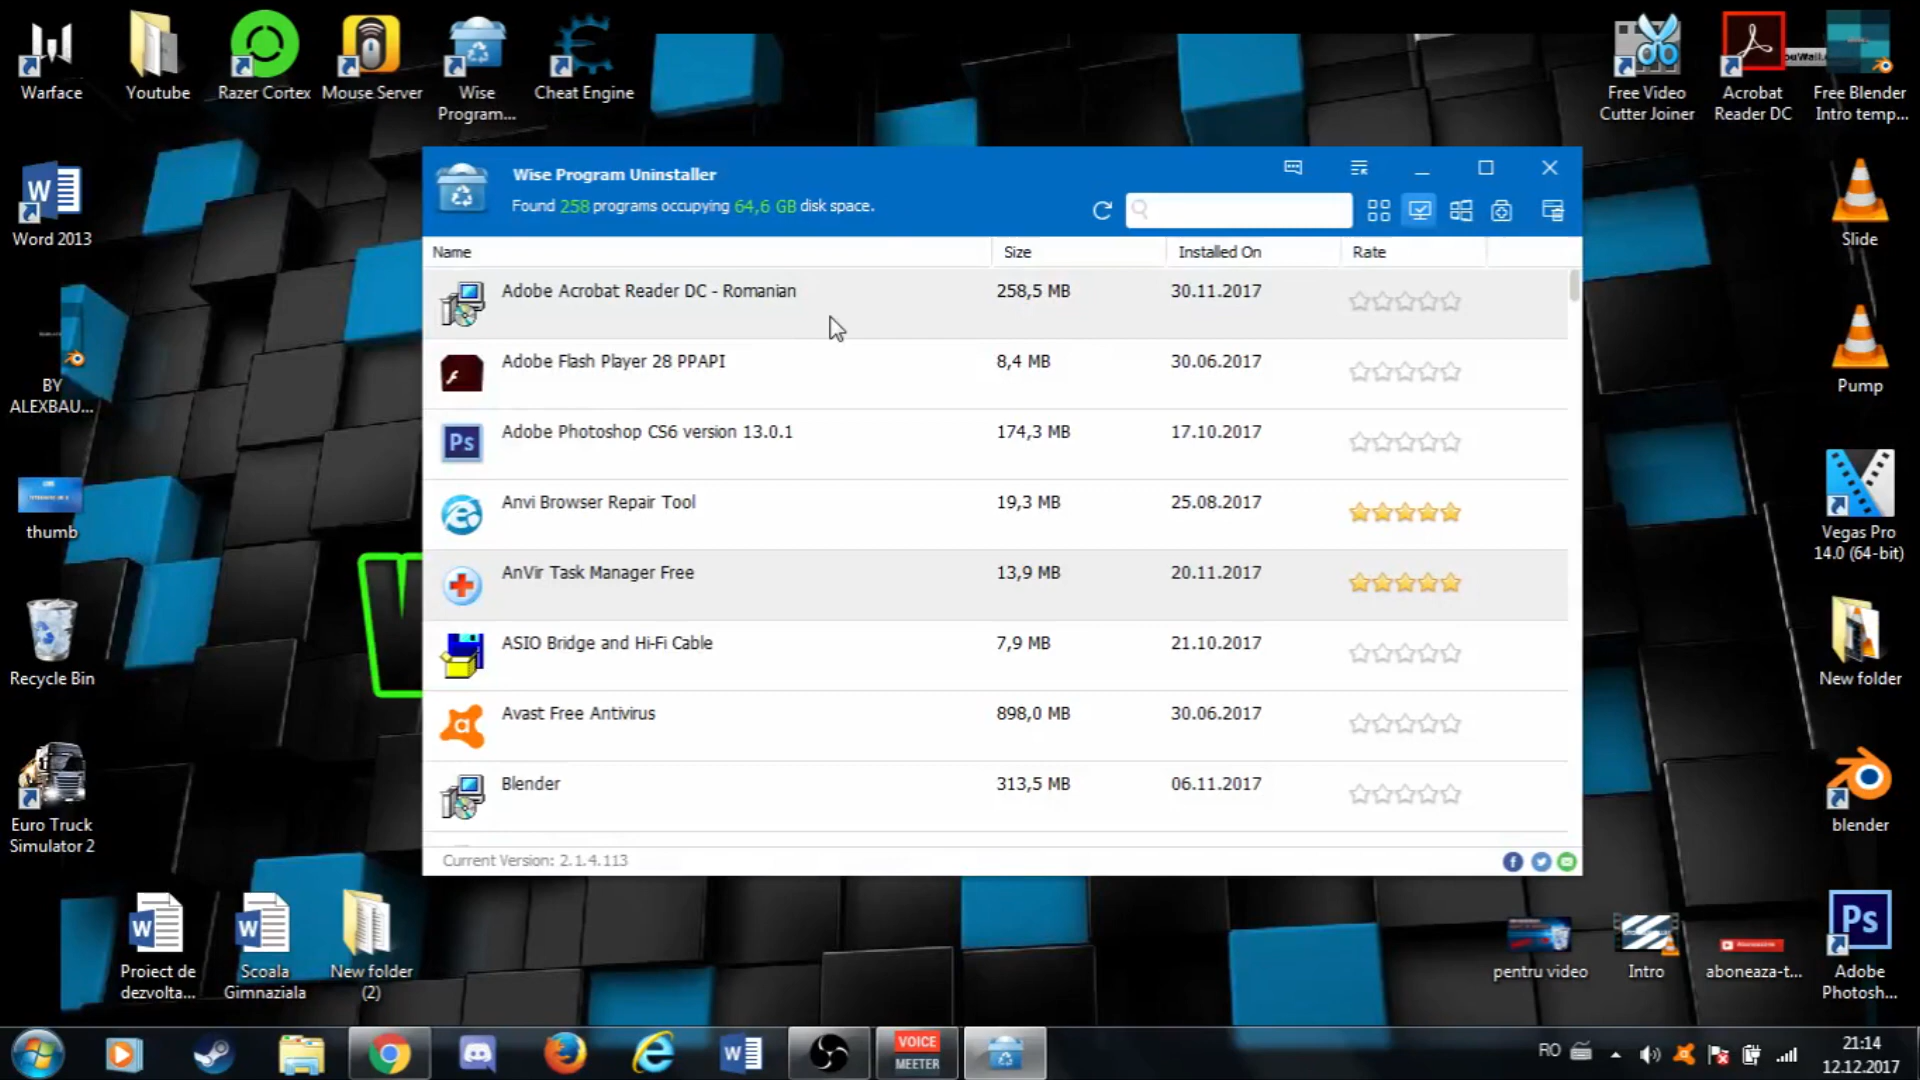 Warface
Youtube
Razer Cortex
Mouse Server
Wise
Program...
Cheat Engine
Free Video
Cutter Joiner
Acrobat
Reader DC
Free Blender
Intro temp...
Word 2013
Slide
BY
ALEXBAU...
Pump
thumb
Vegas Pro
14.0 (64-bit)
Recycle Bin
New folder
Euro Truck
Simulator 2
blender
Wise Program Uninstaller
Found 258 programs occupying 64,6 GB disk space.
Name Size Installed On Rate
Adobe Acrobat Reader DC - Romanian 258,5 MB 30.11.2017
Adobe Flash Player 28 PPAPI 8,4 MB 30.06.2017
Adobe Photoshop CS6 version 13.0.1 174,3 MB 17.10.2017
Anvi Browser Repair Tool 19,3 MB 25.08.2017
AnVir Task Manager Free 13,9 MB 20.11.2017
ASIO Bridge and Hi-Fi Cable 7,9 MB 21.10.2017
Avast Free Antivirus 898,0 MB 30.06.2017
Blender 313,5 MB 06.11.2017
Current Version: 2.1.4.113
Proiect de
dezvolta...
Scoala
Gimnaziala
New folder
(2)
pentru video
Intro
aboneaza-t...
Ps
Adobe
Photosh...
VOICE
MEETER
RO
21:14
12.12.2017